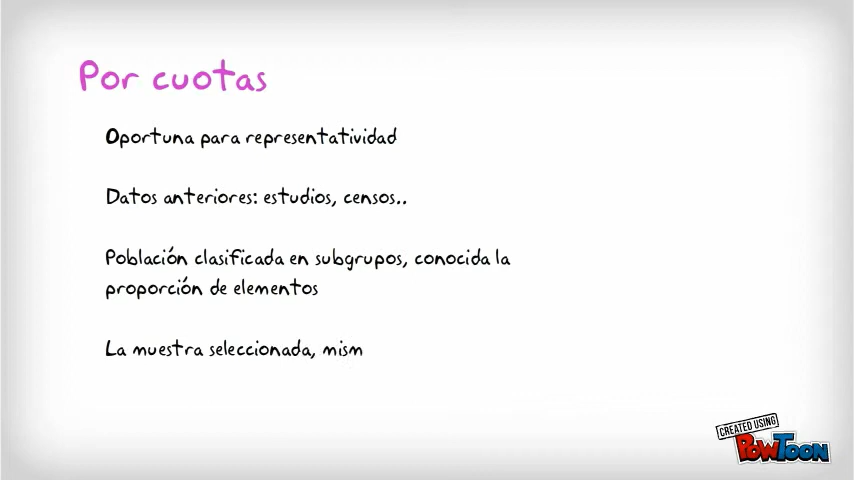 Por cuotas
Oportuna para representatividad
Datos anteriores: estudios, censos..
Población clasificada en subgrupos, conocida la
proporción de elementos
La muestra seleccionada, mism
CREATED USING
POWTOON